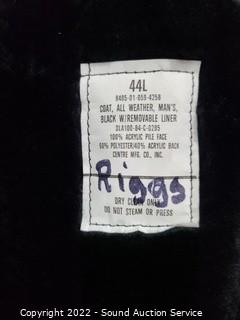 44L
8405-01-059-4258
COAT, ALL WEATHER, MAN'S,
BLACK W/REMOVABLE LINER
DLA100-84-C-0285
100% ACRYLIC PILE FACE
60% POLYESTER/40% ACRYLIC BACK
CENTRE MFG. CO., INC.
Riggs
DRY CLEAN ONLY
DO NOT STEAM OR PRESS
Copyright 2022 - Sound Auction Service